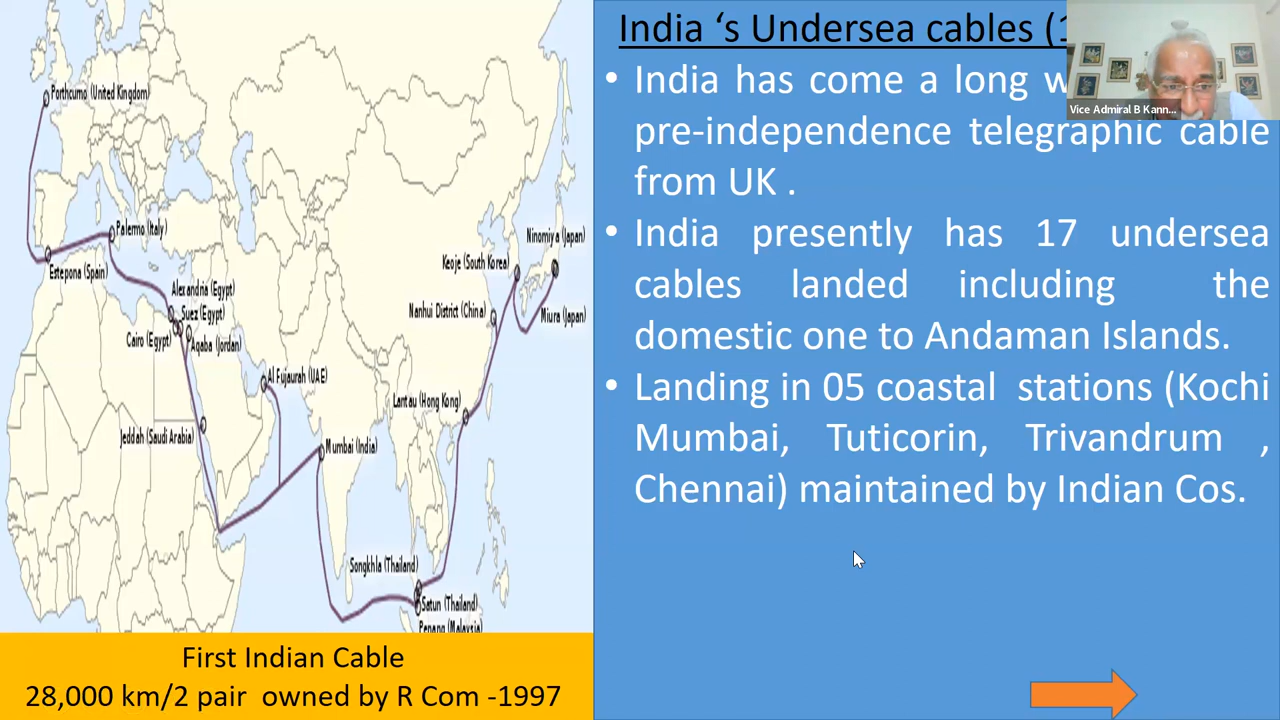 Porthcurno (United Kingdom)
Palermo (Italy)
Estepona (Spain)
Alexandria (Egypt)
Suez (Egypt)
Cairo (Egypt)
Aqaba (Jordan)
Al Fujaurah (UAE)
Jeddah (Saudi Arabia)
Mumbai (India)
Ninomiya (Japan)
Keoje (South Korea)
Nanhui District (China)
Miura (Japan)
Lantau (Hong Kong)
Songkhla (Thailand)
Satun (Thailand)
Penang (Malaysia)
First Indian Cable
28,000 km/2 pair owned by R Com -1997
India ‘s Undersea cables (1
• India has come a long
pre-independence telegraphic cable
from UK .
• India presently has 17 undersea
cables landed including the
domestic one to Andaman Islands.
• Landing in 05 coastal stations (Kochi
Mumbai, Tuticorin, Trivandrum ,
Chennai) maintained by Indian Cos.
Vice Admiral B Kann...